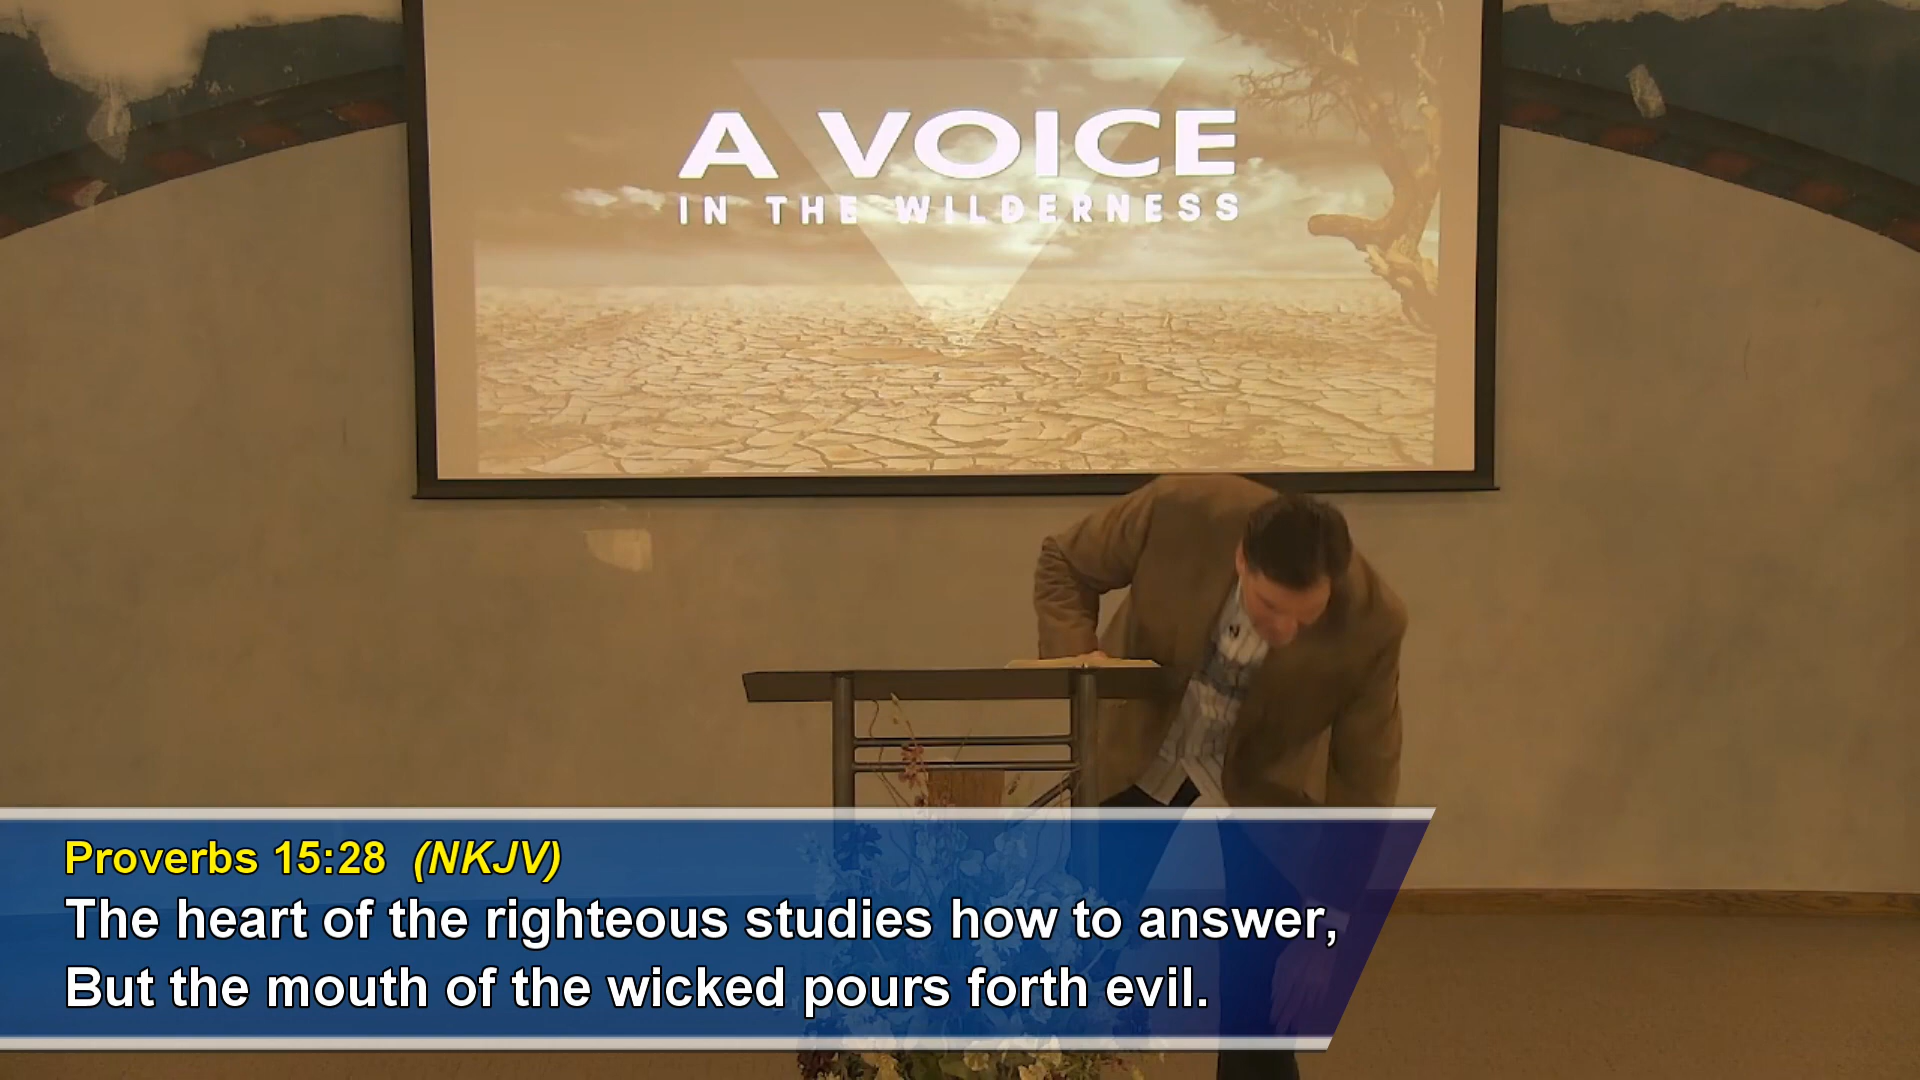 A VOICE
IN THE WILDERNESS
Proverbs 15:28 (NKJV)
The heart of the righteous studies how to answer,
But the mouth of the wicked pours forth evil.